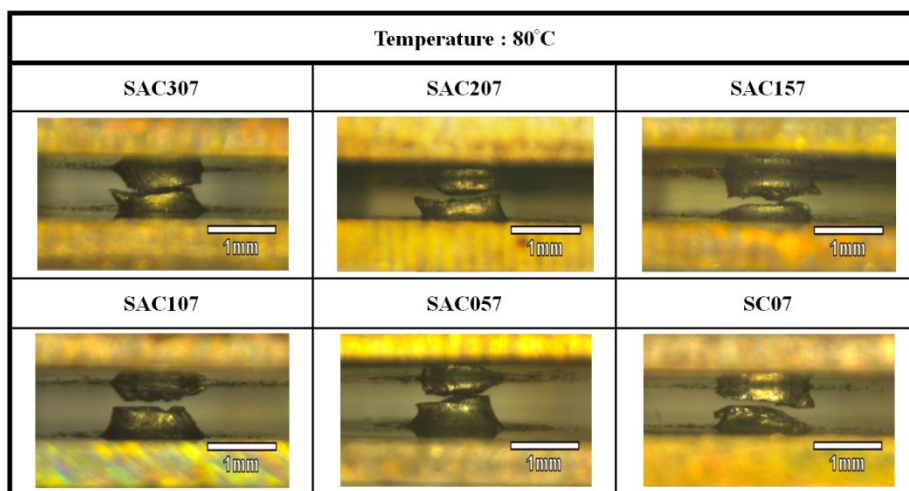 Temperature : 80°C
SAC307 SAC207 SAC157
1mm 1mm 1mm
SAC107 SAC057 SC07
1mm 1mm 1mm